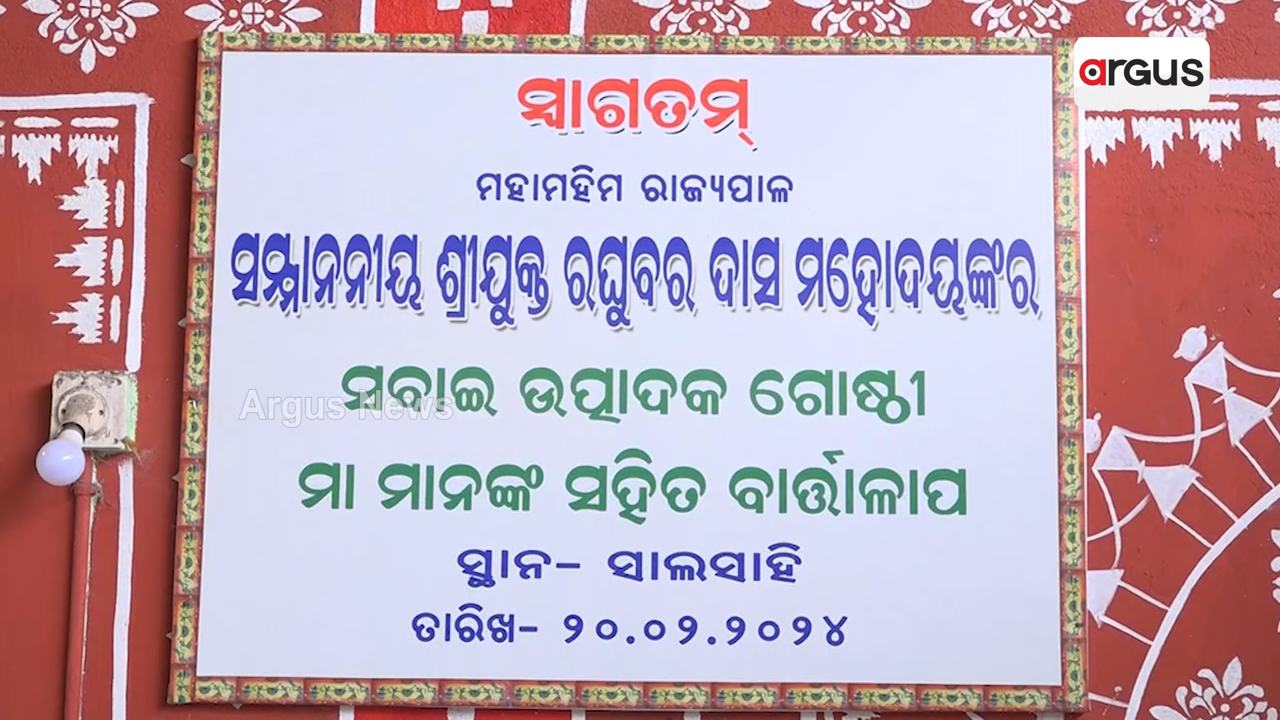 argus
ସ୍ୱାଗତମ୍
ମହାମହିମ ରାଜ୍ୟପାଳ
ସମ୍ମାନନୀୟ ଶ୍ରୀଯୁକ୍ତ ରଘୁବର ଦାସ ମହୋଦୟଙ୍କର
ସବାଇ ଉତ୍ପାଦକ ଗୋଷ୍ଠୀ
Argus News
ମା ମାନଙ୍କ ସହିତ ବାର୍ତ୍ତାଳାପ
ସ୍ଥାନ- ସାଲସାହି
ତାରିଖ- ୨୦.୦୨.୨୦୨୪